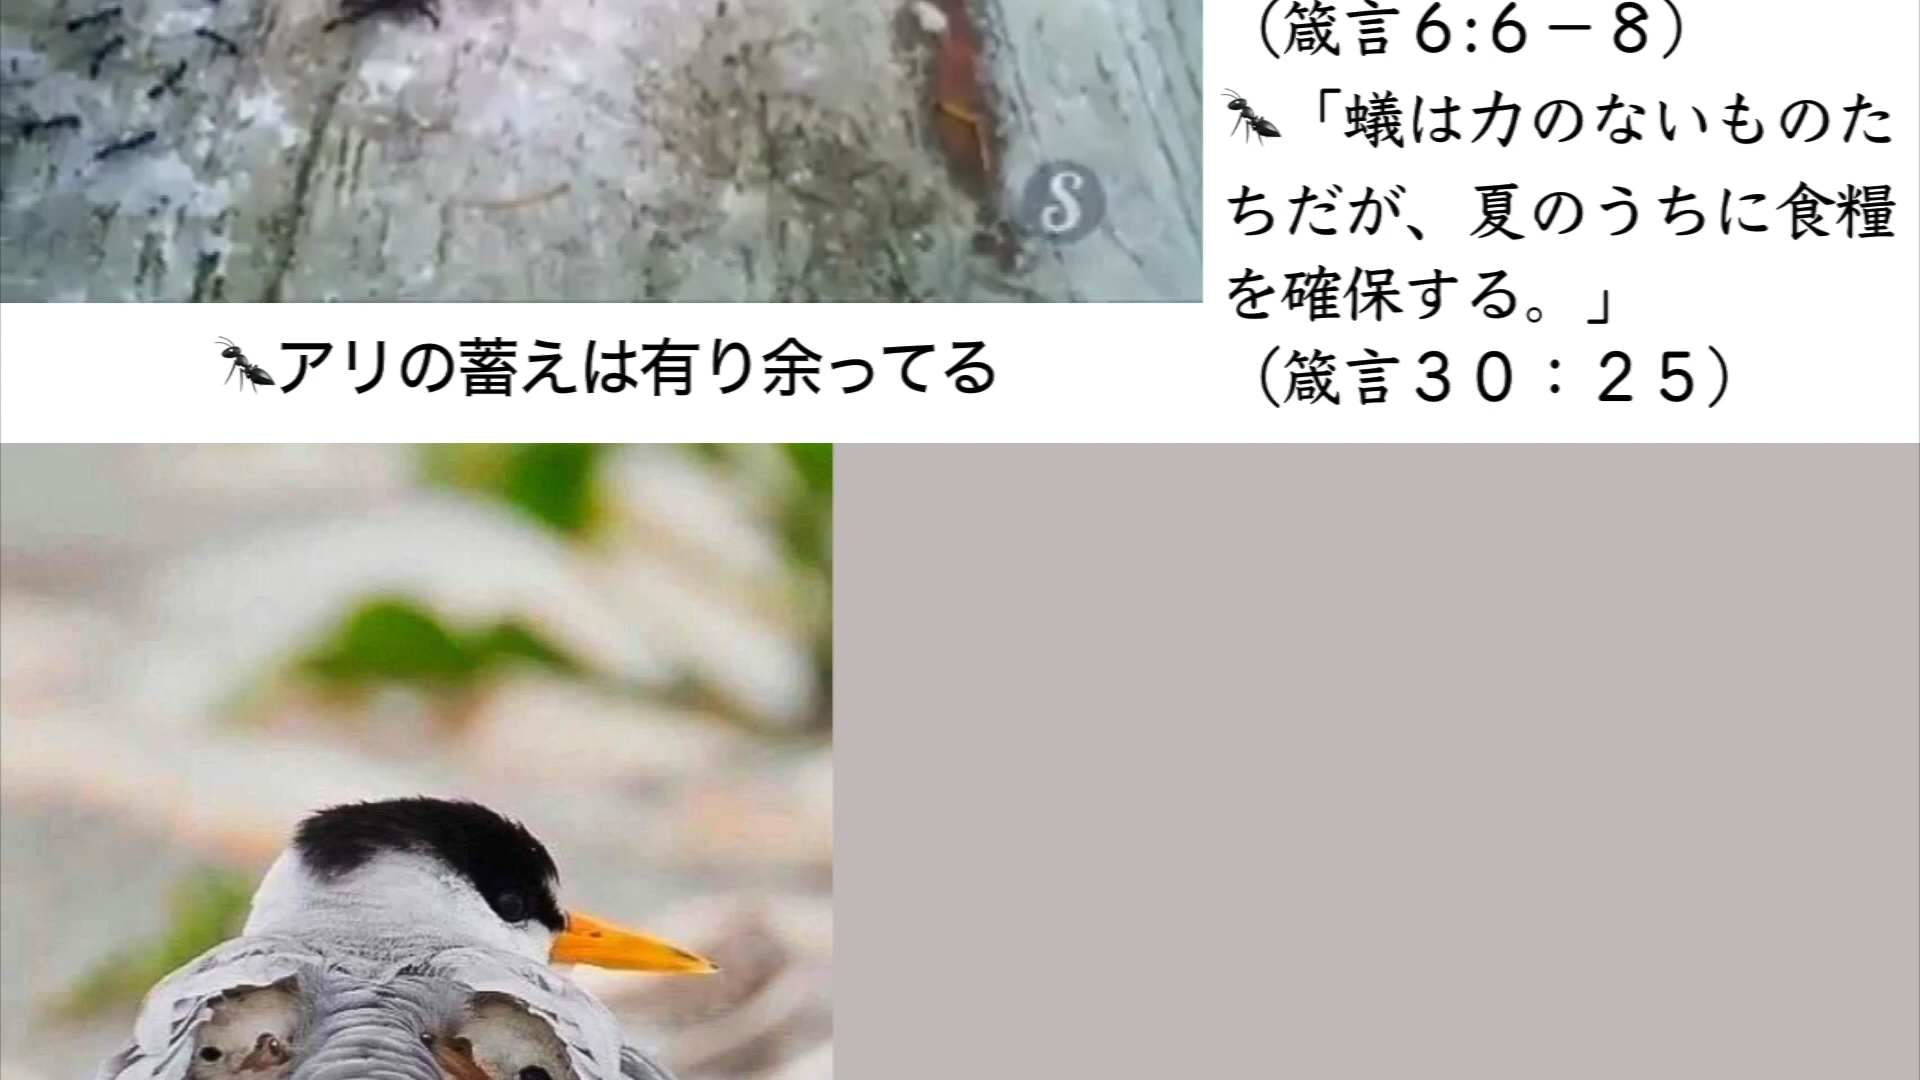 (箴言６:６－８)
「蟻は力のないものた
ちだが、夏のうちに食糧
を確保する。」
(箴言３０：２５)
S
アリの蓄えは有り余ってる